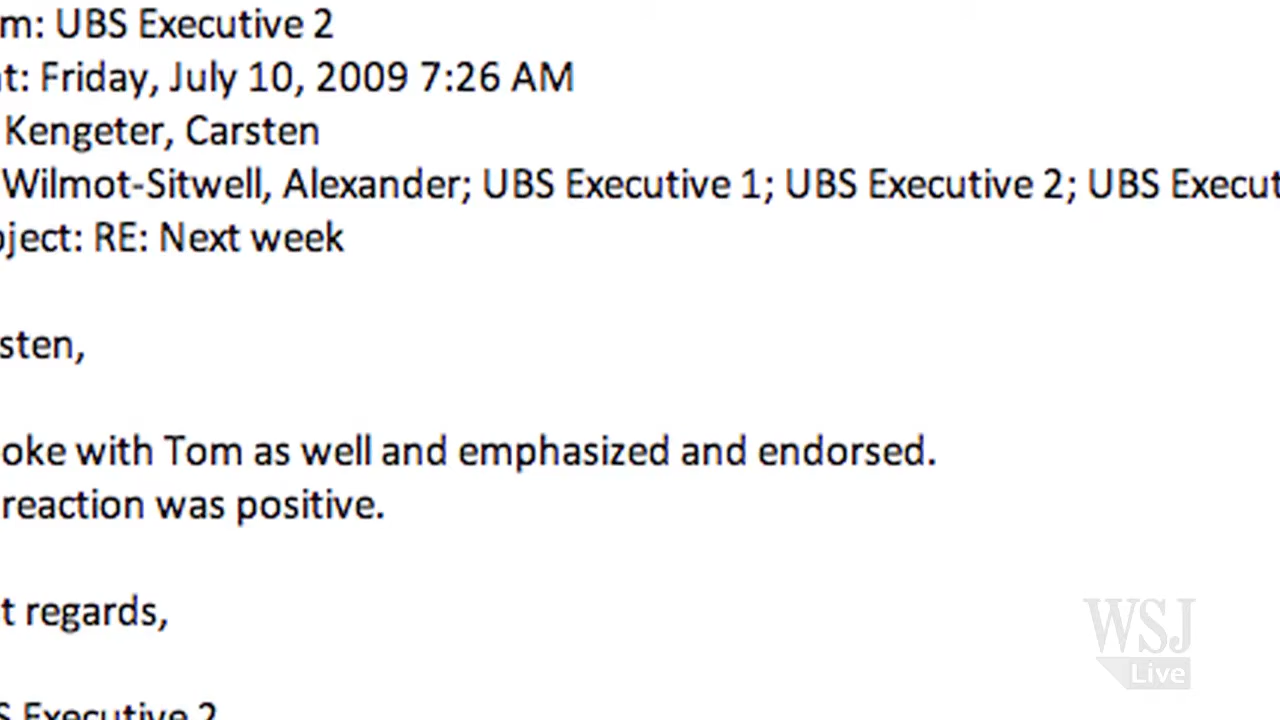 m: UBS Executive 2
t: Friday, July 10, 2009 7:26 AM
Kengeter, Carsten
Wilmot-Sitwell, Alexander; UBS Executive 1; UBS Executive 2; UBS Execut
ject: RE: Next week
sten,
oke with Tom as well and emphasized and endorsed.
reaction was positive.
t regards,
S Executive 2
WSJ
Live